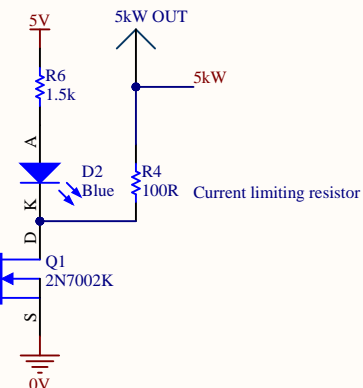 5kW OUT
5V
5kW
R6
1.5k
A
D2
Blue
R4
100R
Current limiting resistor
K
D
Q1
2N7002K
S
0V